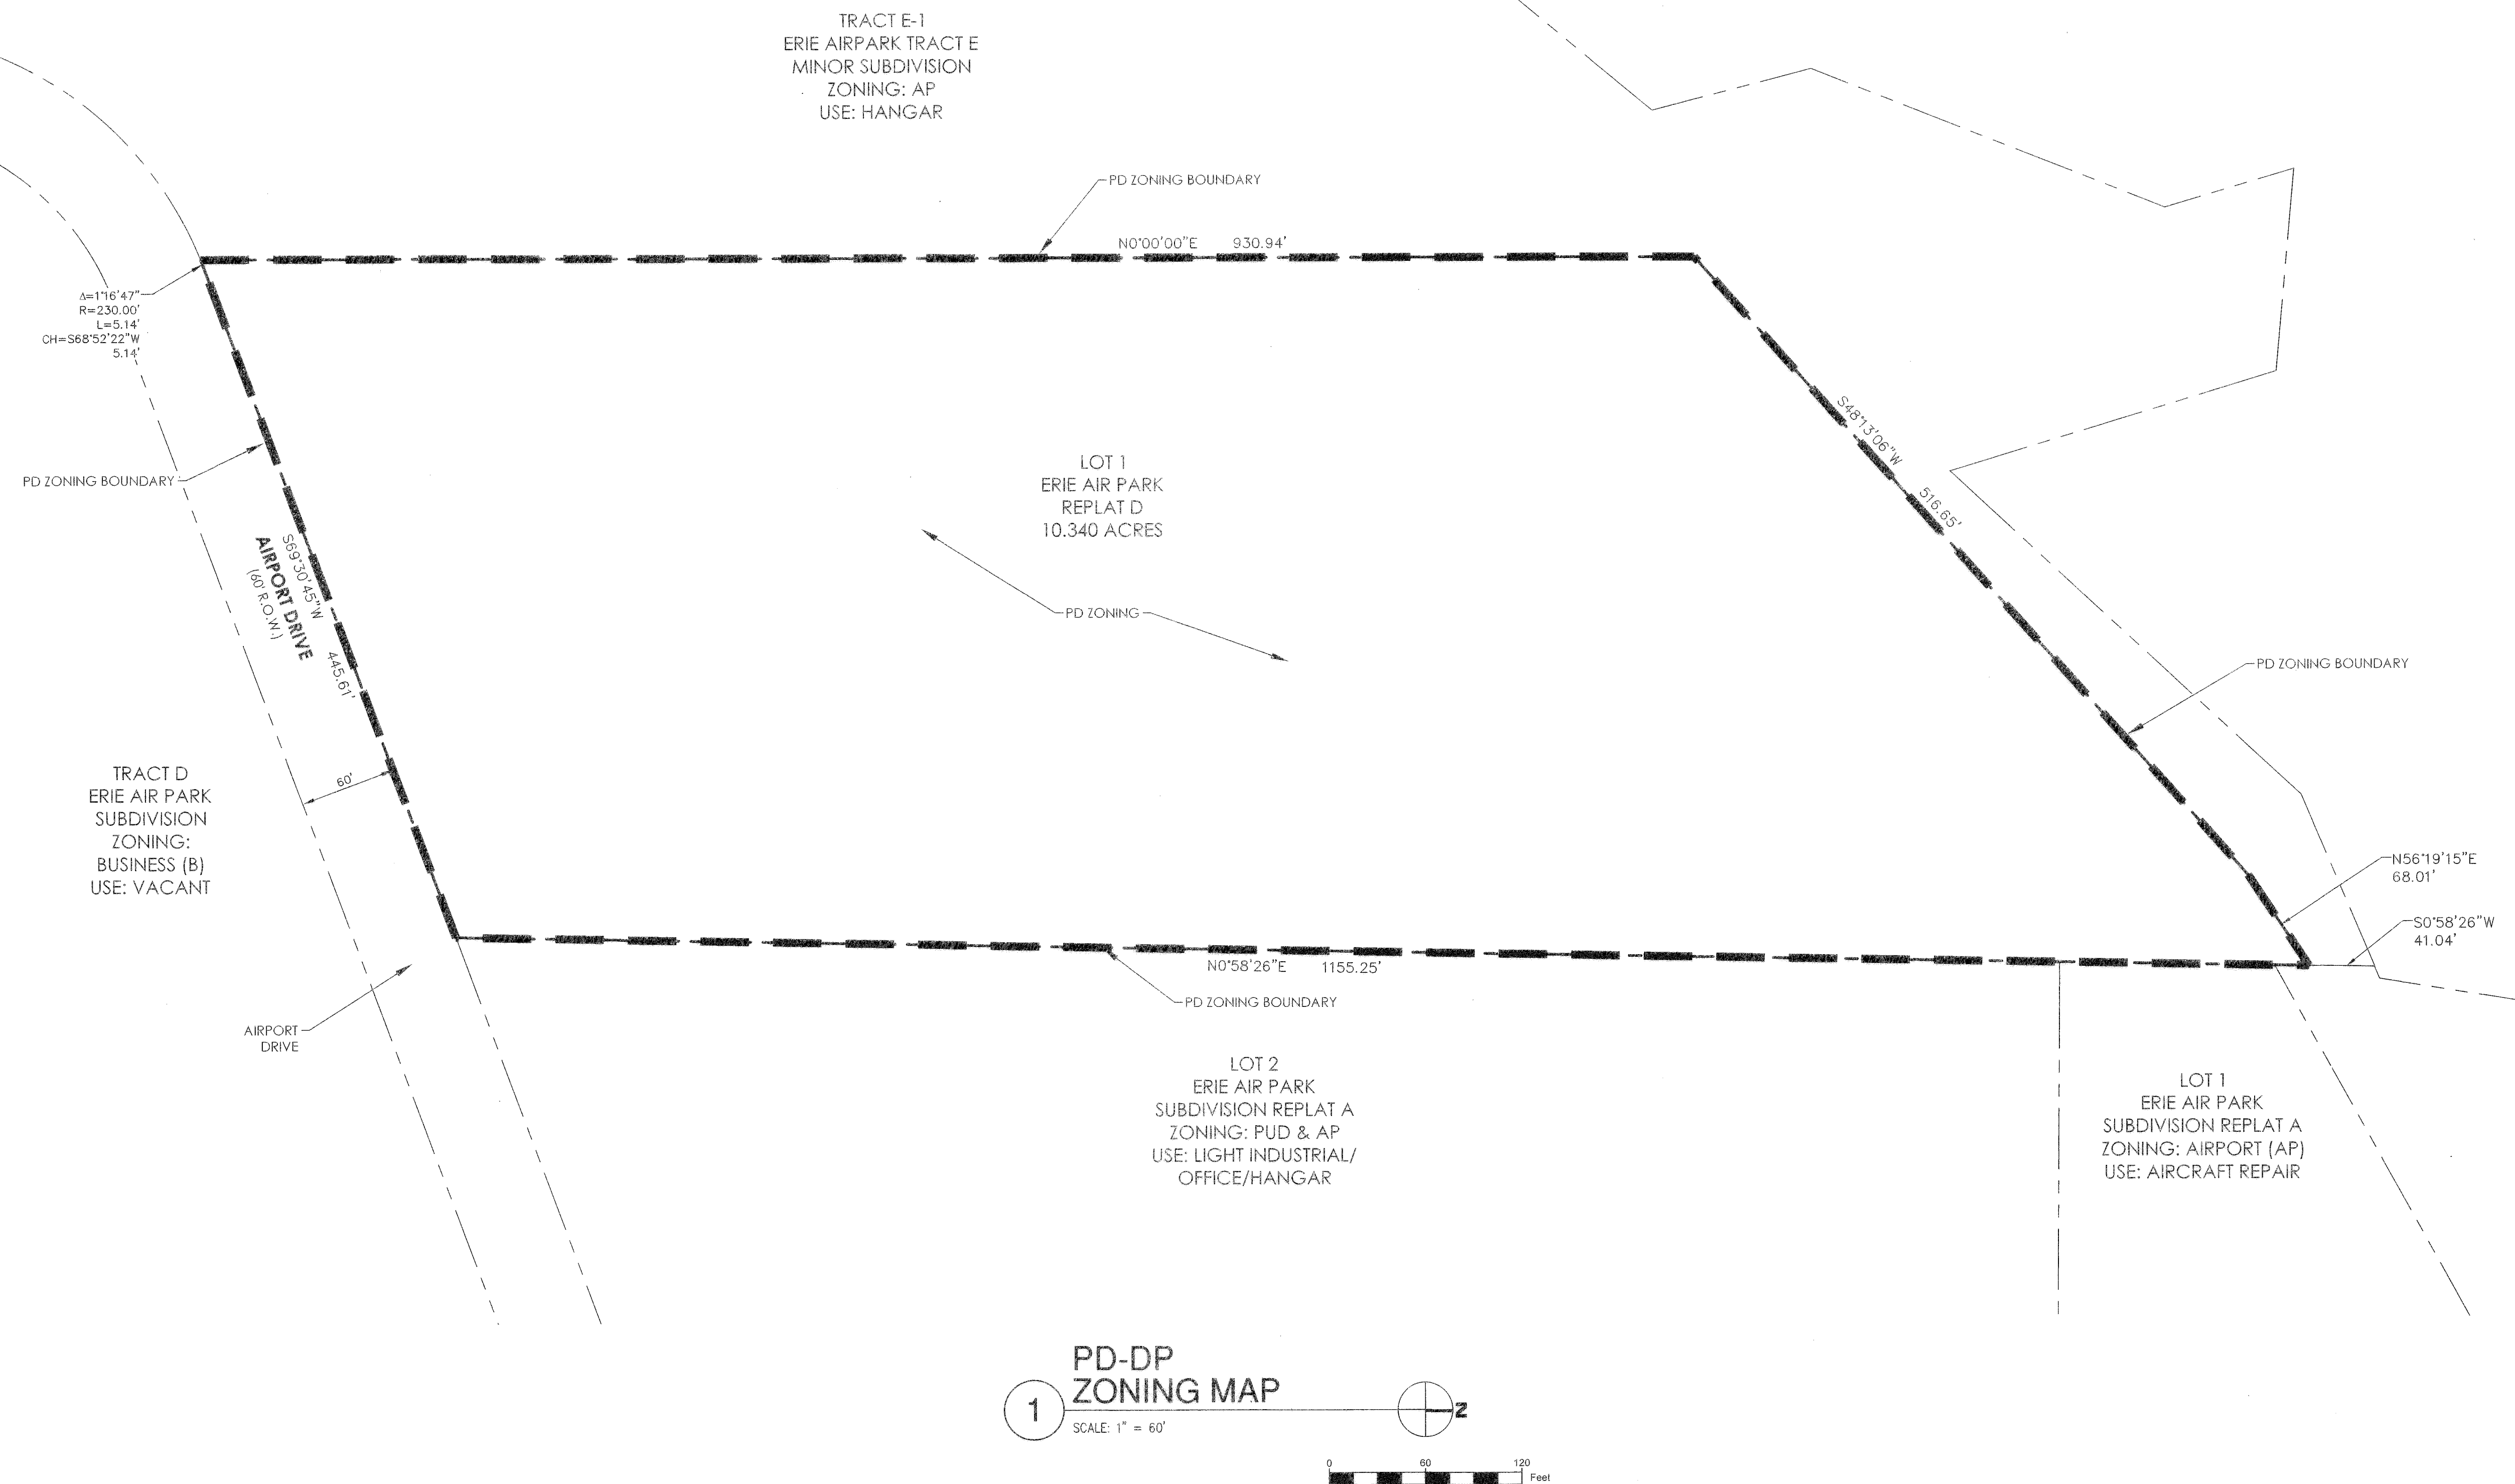 TRACT E-1
ERIE AIRPARK TRACT E
MINOR SUBDIVISION
ZONING: AP
USE: HANGAR
PD ZONING BOUNDARY
N0°00'00"E 930.94'
Δ=1°16'47"
R=230.00'
L=5.14'
CH=S68°52'22"W
5.14'
PD ZONING BOUNDARY
S69°30'45"W 445.61'
AIRPORT DRIVE
(60' R.O.W.)
60'
LOT 1
ERIE AIR PARK
REPLAT D
10.340 ACRES
PD ZONING
S48°13'06"W 516.65'
PD ZONING BOUNDARY
TRACT D
ERIE AIR PARK
SUBDIVISION
ZONING:
BUSINESS (B)
USE: VACANT
N56°19'15"E
68.01'
S0°58'26"W
41.04'
N0°58'26"E 1155.25'
PD ZONING BOUNDARY
AIRPORT
DRIVE
LOT 2
ERIE AIR PARK
SUBDIVISION REPLAT A
ZONING: PUD & AP
USE: LIGHT INDUSTRIAL/
OFFICE/HANGAR
LOT 1
ERIE AIR PARK
SUBDIVISION REPLAT A
ZONING: AIRPORT (AP)
USE: AIRCRAFT REPAIR
1
PD-DP
ZONING MAP
SCALE: 1" = 60'
N
0 60 120
Feet